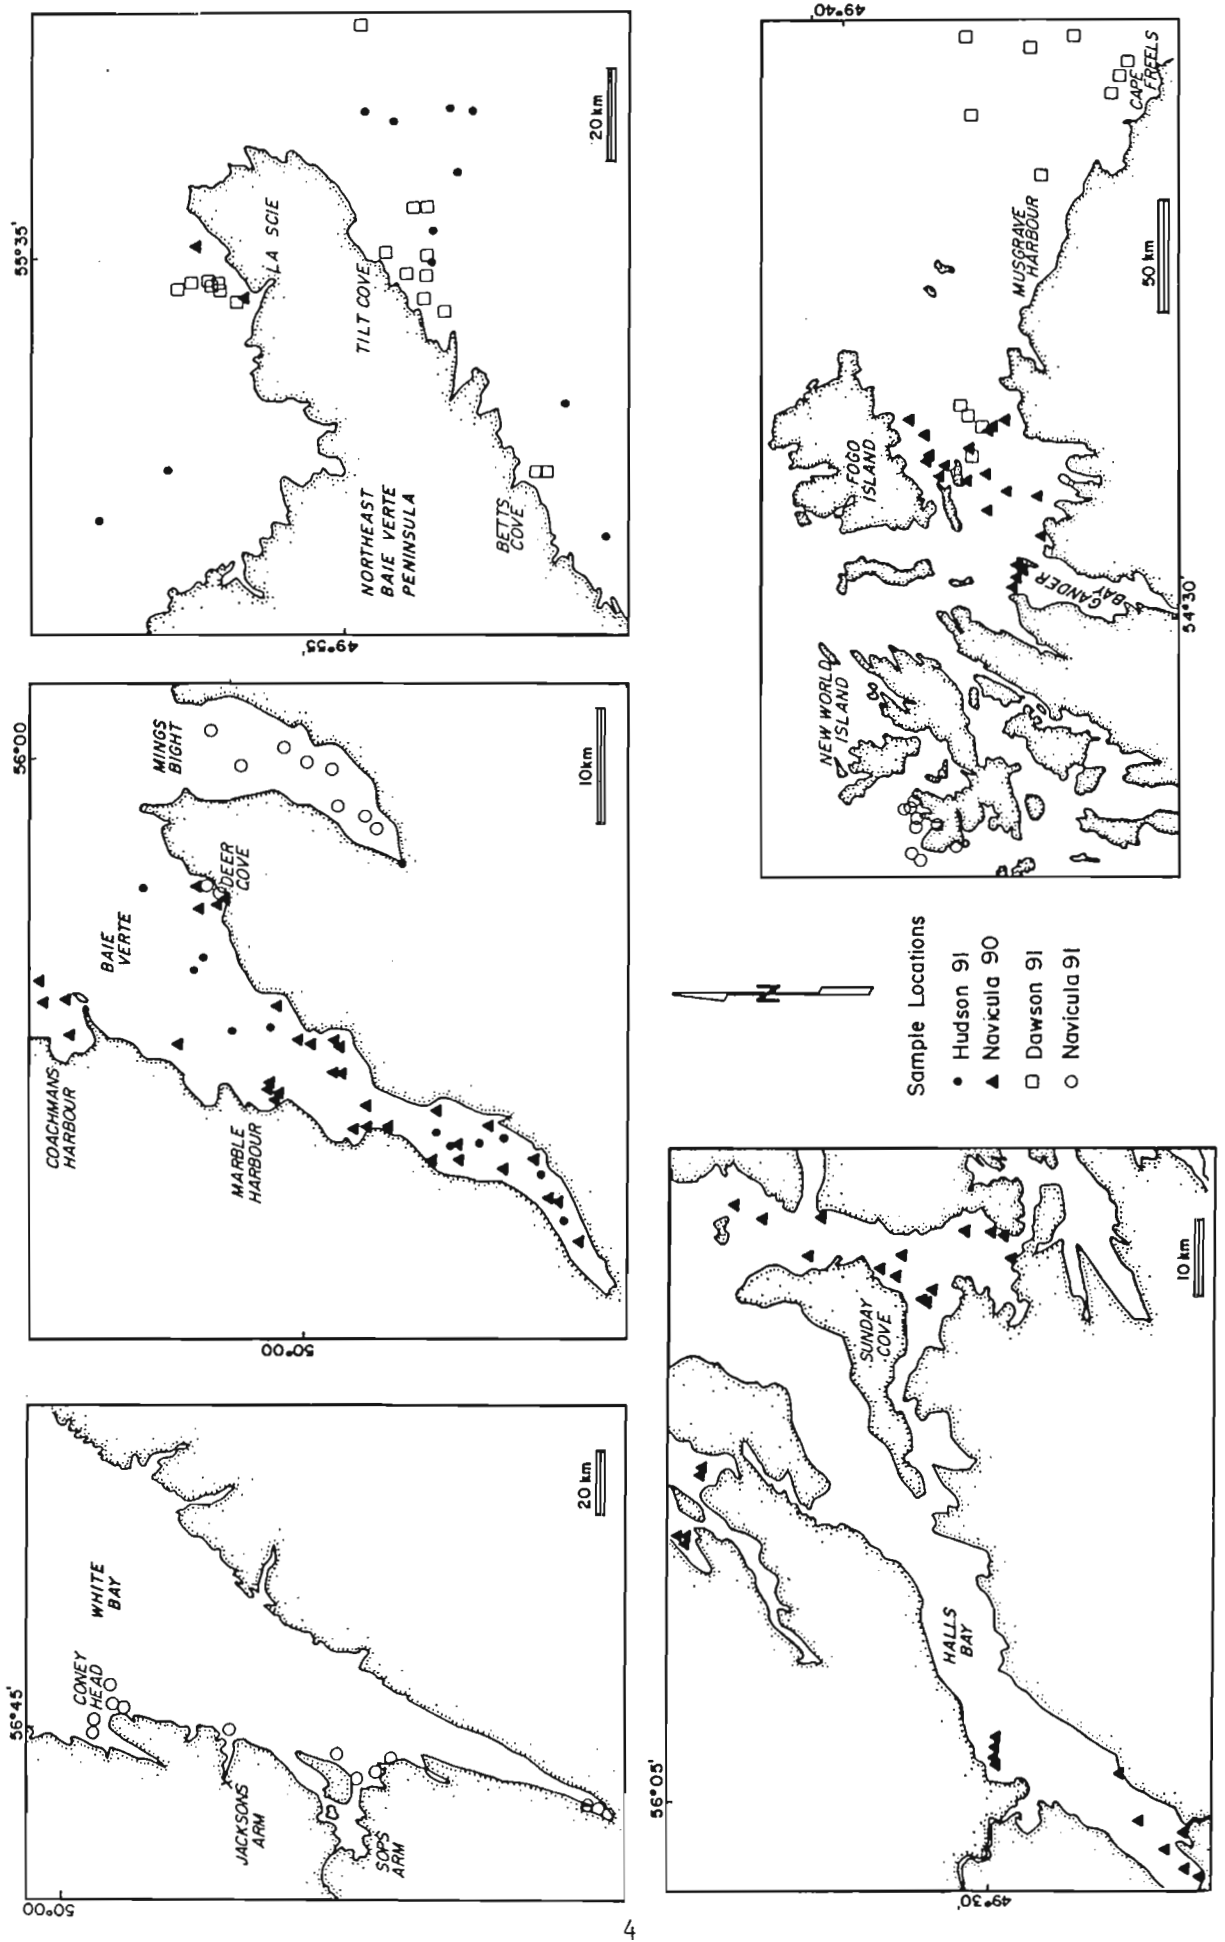 50°00'
56°45'
CONEY
HEAD
WHITE
BAY
JACKSONS
ARM
SOPS
ARM
20 km
56°00
50°00
COACHMANS
HARBOUR
BAIE
VERTE
MINGS
BIGHT
DEER
COVE
MARBLE
HARBOUR
10km
55°35'
49°55'
LA SCIE
TILT COVE
NORTHEAST
BAIE VERTE
PENINSULA
BETTS
COVE
20 km
56°05'
49°30'
HALLS
BAY
SUNDAY
COVE
10 km
N
Sample Locations
Hudson 91
Navicula 90
Dawson 91
Navicula 91
49°40'
54°30
NEW WORLD
ISLAND
FOGO
ISLAND
GANDER
BAY
MUSGRAVE
HARBOUR
CAPE
FREELS
50 km
4